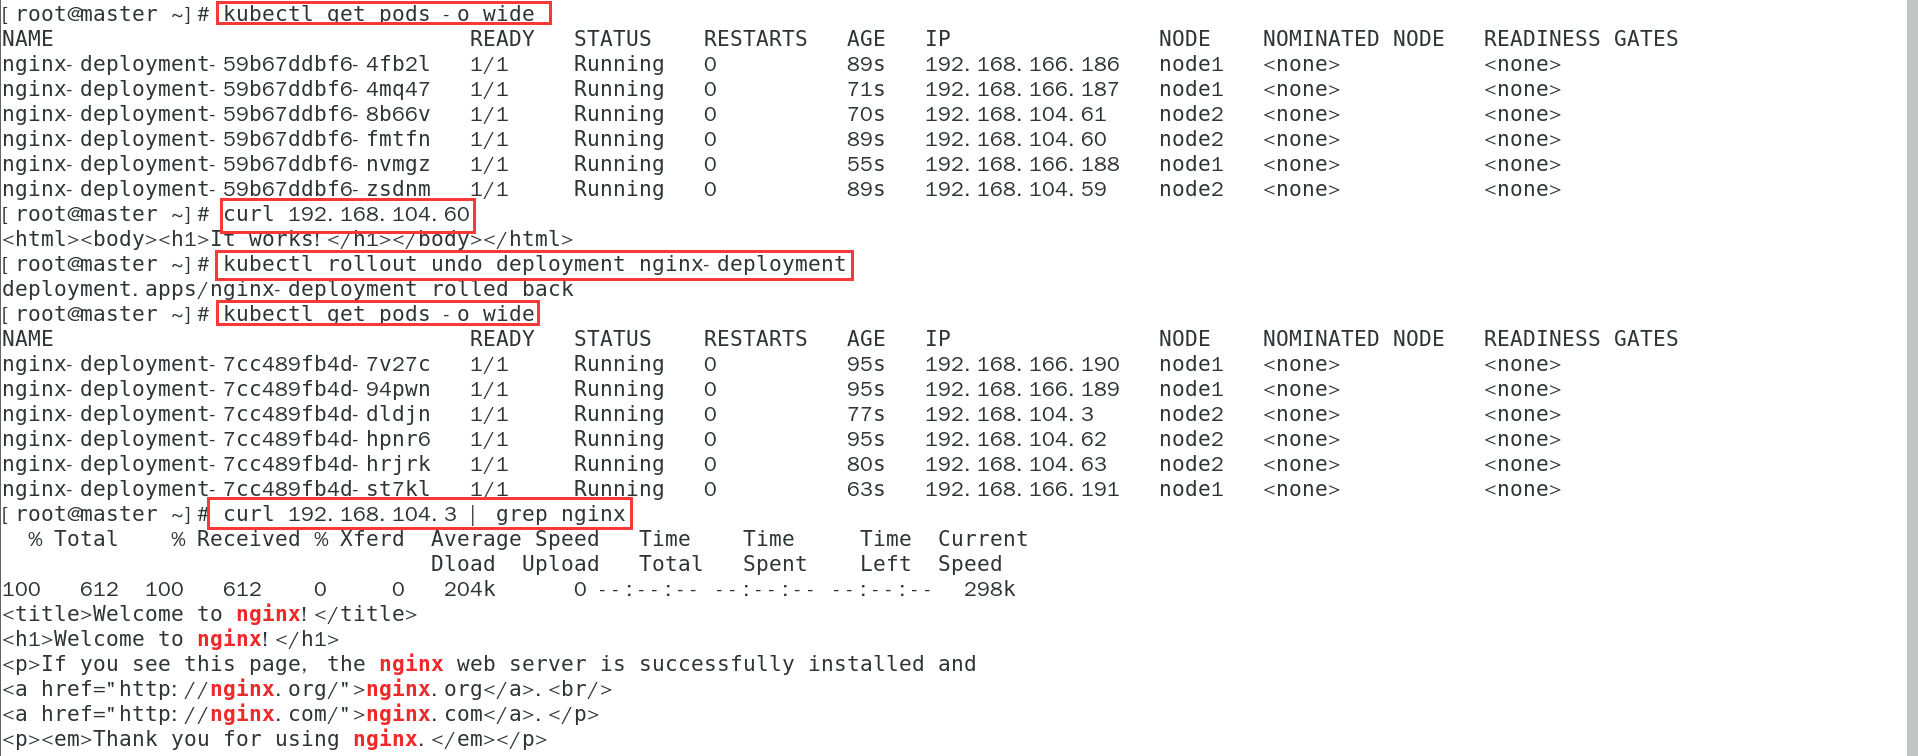 [root@master ~]# kubectl get pods -o wide
NAME                                READY   STATUS    RESTARTS   AGE   IP                NODE    NOMINATED NODE   READINESS GATES
nginx-deployment-59b67ddbf6-4fb2l   1/1     Running   0          89s   192.168.166.186   node1   <none>           <none>
nginx-deployment-59b67ddbf6-4mq47   1/1     Running   0          71s   192.168.166.187   node1   <none>           <none>
nginx-deployment-59b67ddbf6-8b66v   1/1     Running   0          70s   192.168.104.61    node2   <none>           <none>
nginx-deployment-59b67ddbf6-fmtfn   1/1     Running   0          89s   192.168.104.60    node2   <none>           <none>
nginx-deployment-59b67ddbf6-nvmgz   1/1     Running   0          55s   192.168.166.188   node1   <none>           <none>
nginx-deployment-59b67ddbf6-zsdnm   1/1     Running   0          89s   192.168.104.59    node2   <none>           <none>
[root@master ~]# curl 192.168.104.60
<html><body><h1>It works!</h1></body></html>
[root@master ~]# kubectl rollout undo deployment nginx-deployment
deployment.apps/nginx-deployment rolled back
[root@master ~]# kubectl get pods -o wide
NAME                                READY   STATUS    RESTARTS   AGE   IP                NODE    NOMINATED NODE   READINESS GATES
nginx-deployment-7cc489fb4d-7v27c   1/1     Running   0          95s   192.168.166.190   node1   <none>           <none>
nginx-deployment-7cc489fb4d-94pwn   1/1     Running   0          95s   192.168.166.189   node1   <none>           <none>
nginx-deployment-7cc489fb4d-dldjn   1/1     Running   0          77s   192.168.104.3     node2   <none>           <none>
nginx-deployment-7cc489fb4d-hpnr6   1/1     Running   0          95s   192.168.104.62    node2   <none>           <none>
nginx-deployment-7cc489fb4d-hrjrk   1/1     Running   0          80s   192.168.104.63    node2   <none>           <none>
nginx-deployment-7cc489fb4d-st7kl   1/1     Running   0          63s   192.168.166.191   node1   <none>           <none>
[root@master ~]# curl 192.168.104.3 | grep nginx
  % Total    % Received % Xferd  Average Speed   Time    Time     Time  Current
                                 Dload  Upload   Total   Spent    Left  Speed
100   612  100   612    0     0   204k      0 --:--:-- --:--:-- --:--:--  298k
<title>Welcome to nginx!</title>
<h1>Welcome to nginx!</h1>
<p>If you see this page, the nginx web server is successfully installed and
<a href="http://nginx.org/">nginx.org</a>.<br/>
<a href="http://nginx.com/">nginx.com</a>.</p>
<p><em>Thank you for using nginx.</em></p>